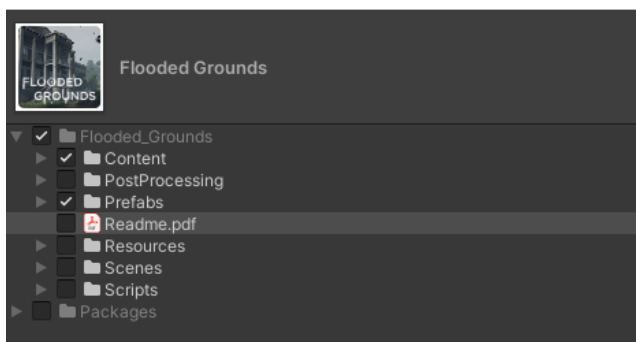 FLOODED
GROUNDS
Flooded Grounds
Flooded_Grounds
Content
PostProcessing
Prefabs
Readme.pdf
Resources
Scenes
Scripts
Packages